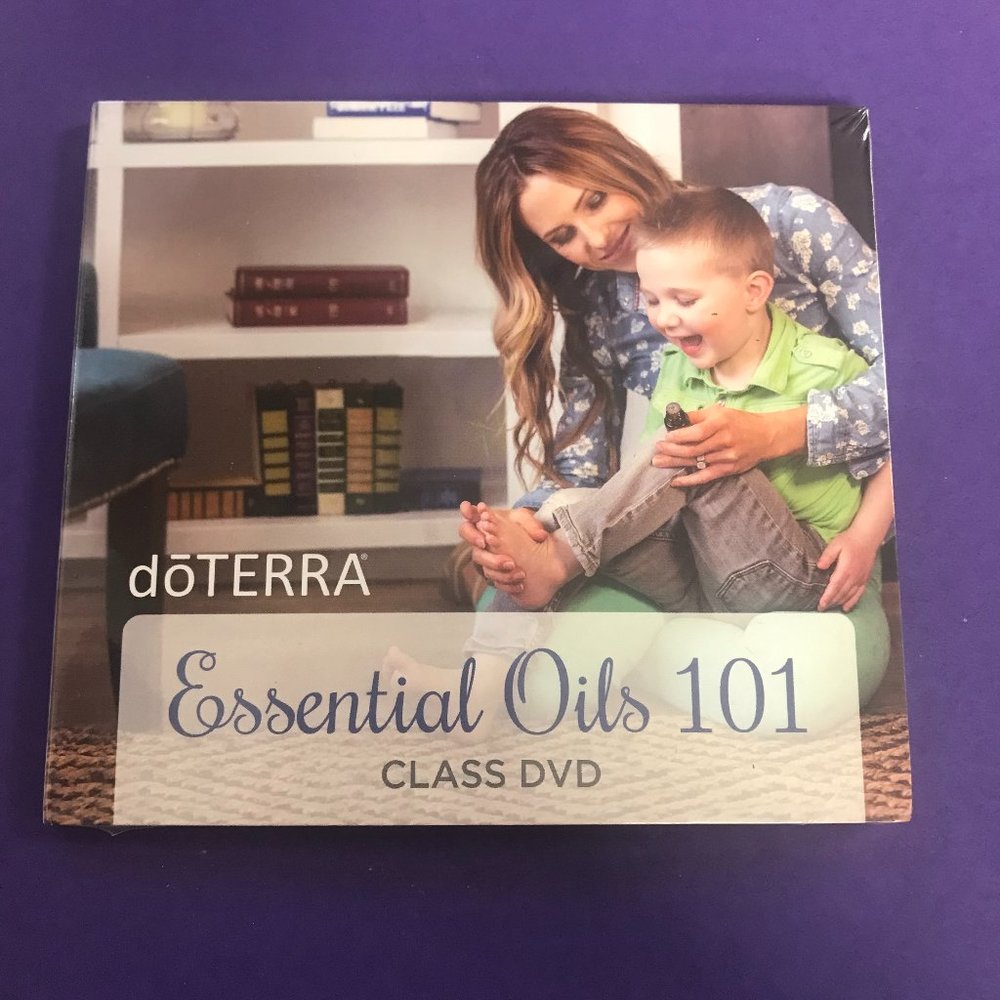 dōTERRA®
Essential Oils 101
CLASS DVD